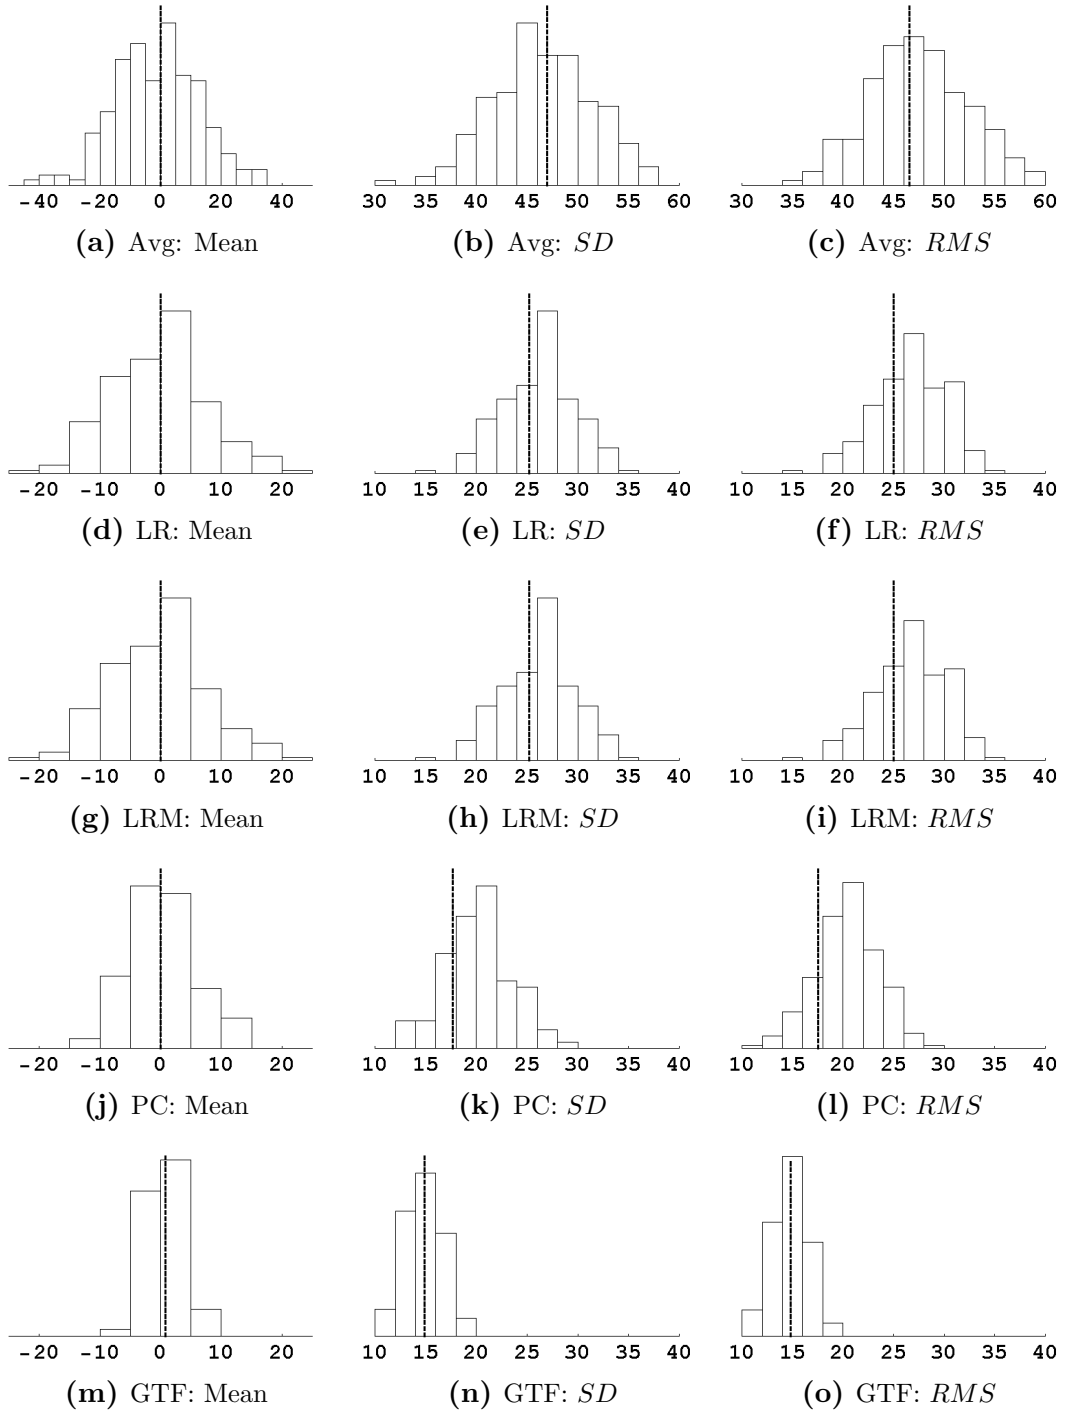 -40 -20 0 20 40 30 35 40 45 50 55 60 30 35 40 45 50 55 60
(a) Avg: Mean (b) Avg: SD (c) Avg: RMS
-20 -10 0 10 20 10 15 20 25 30 35 40 10 15 20 25 30 35 40
(d) LR: Mean (e) LR: SD (f) LR: RMS
-20 -10 0 10 20 10 15 20 25 30 35 40 10 15 20 25 30 35 40
(g) LRM: Mean (h) LRM: SD (i) LRM: RMS
-20 -10 0 10 20 10 15 20 25 30 35 40 10 15 20 25 30 35 40
(j) PC: Mean (k) PC: SD (l) PC: RMS
-20 -10 0 10 20 10 15 20 25 30 35 40 10 15 20 25 30 35 40
(m) GTF: Mean (n) GTF: SD (o) GTF: RMS